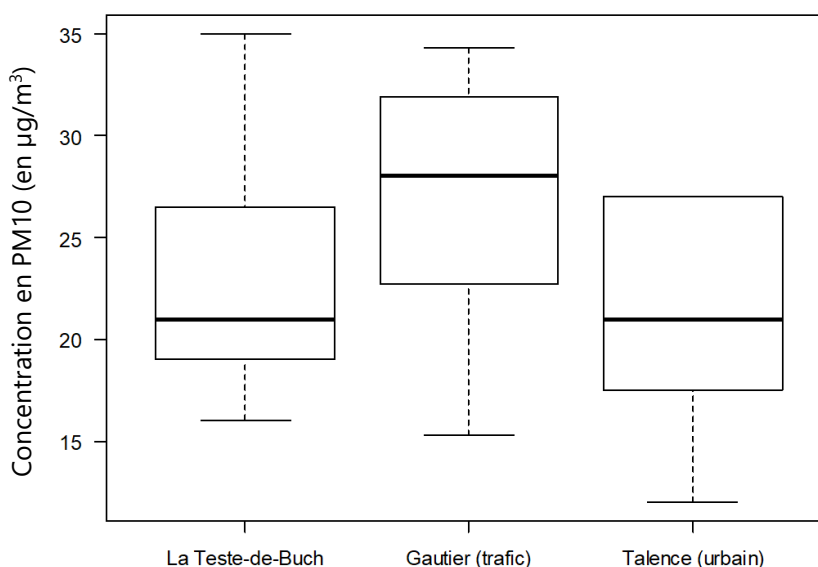 Concentration en PM10 (en µg/m³)
35
30
25
20
15
La Teste-de-Buch
Gautier (trafic)
Talence (urbain)